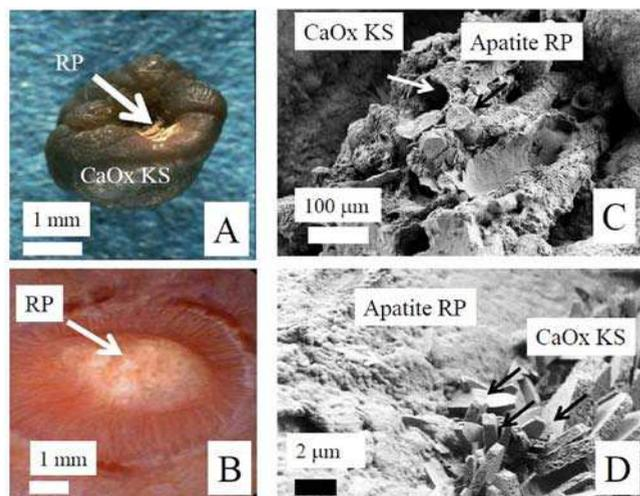 RP
CaOx KS
1 mm
A
CaOx KS
Apatite RP
100 μm
C
RP
1 mm
B
Apatite RP
CaOx KS
2 μm
D